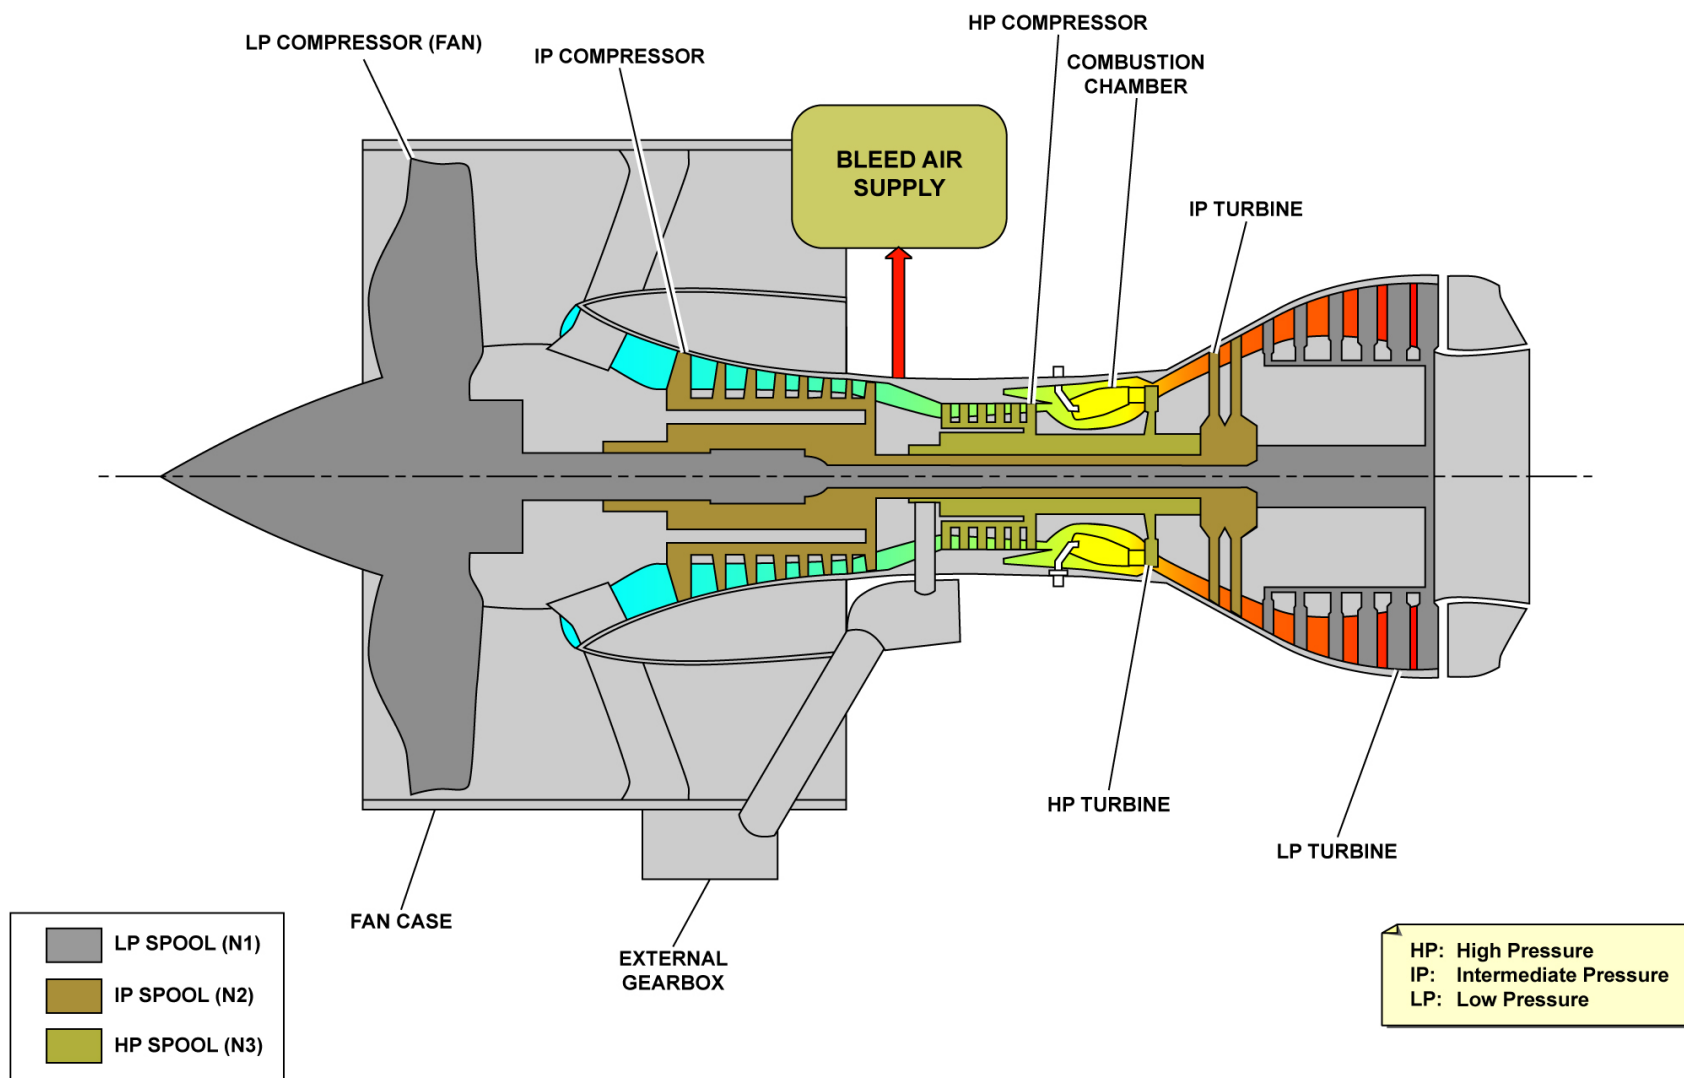 HP COMPRESSOR
LP COMPRESSOR (FAN)
IP COMPRESSOR
COMBUSTION
CHAMBER
BLEED AIR
SUPPLY
IP TURBINE
HP TURBINE
LP TURBINE
FAN CASE
EXTERNAL
GEARBOX
LP SPOOL (N1)
IP SPOOL (N2)
HP SPOOL (N3)
HP: High Pressure
IP: Intermediate Pressure
LP: Low Pressure